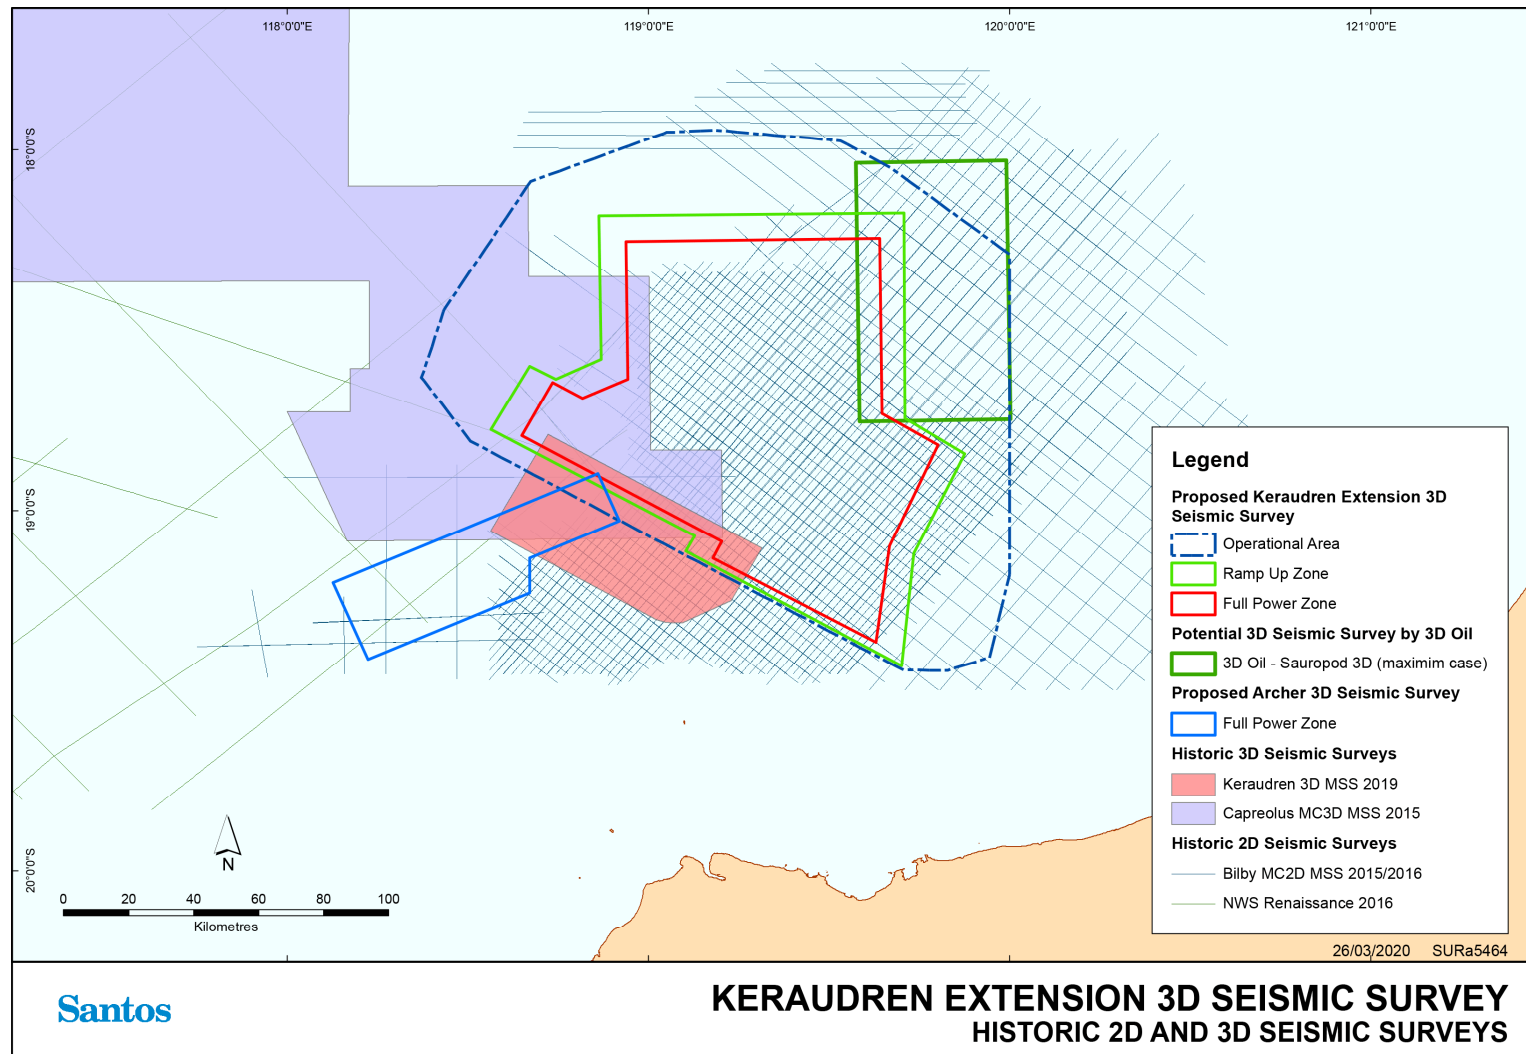 118°0'0"E
119°0'0"E
120°0'0"E
121°0'0"E
18°0'0"S
19°0'0"S
20°0'0"S
Legend
Proposed Keraudren Extension 3D
Seismic Survey
Operational Area
Ramp Up Zone
Full Power Zone
Potential 3D Seismic Survey by 3D Oil
3D Oil - Sauropod 3D (maximim case)
Proposed Archer 3D Seismic Survey
Full Power Zone
Historic 3D Seismic Surveys
Keraudren 3D MSS 2019
Capreolus MC3D MSS 2015
Historic 2D Seismic Surveys
Bilby MC2D MSS 2015/2016
NWS Renaissance 2016
N
0 20 40 60 80 100
Kilometres
26/03/2020 SURa5464
Santos
KERAUDREN EXTENSION 3D SEISMIC SURVEY
HISTORIC 2D AND 3D SEISMIC SURVEYS